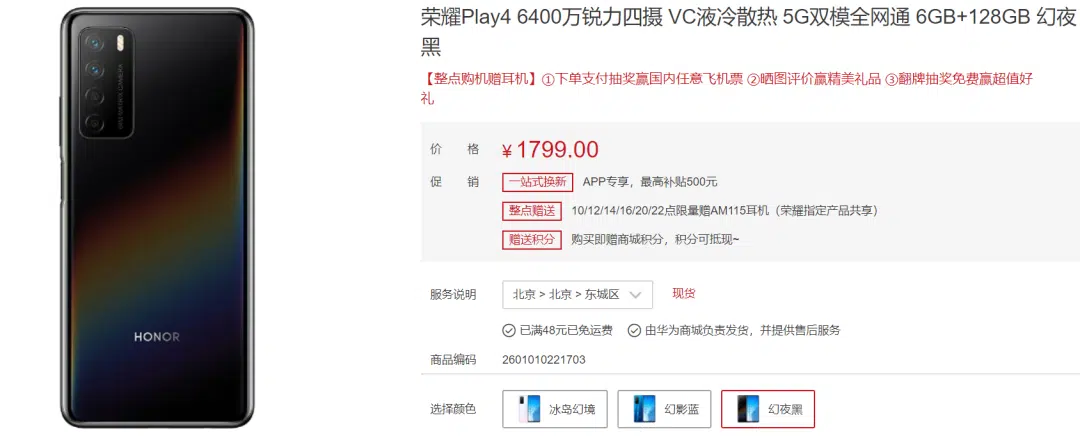 荣耀Play4 6400万锐力四摄 VC液冷散热 5G双模全网通 6GB+128GB 幻夜
黑
【整点购机赠耳机】①下单支付抽奖赢国内任意飞机票 ②晒图评价赢精美礼品 ③翻牌抽奖免费赢超值好
礼
价 格 ¥1799.00
促 销 一站式换新 APP专享，最高补贴500元
整点赠送 10/12/14/16/20/22点限量赠AM115耳机（荣耀指定产品共享）
赠送积分 购买即赠商城积分，积分可抵现~
服务说明 北京 > 北京 > 东城区 现货
已满48元已免运费 由华为商城负责发货，并提供售后服务
商品编码 2601010221703
选择颜色 冰岛幻境 幻影蓝 幻夜黑
HONOR